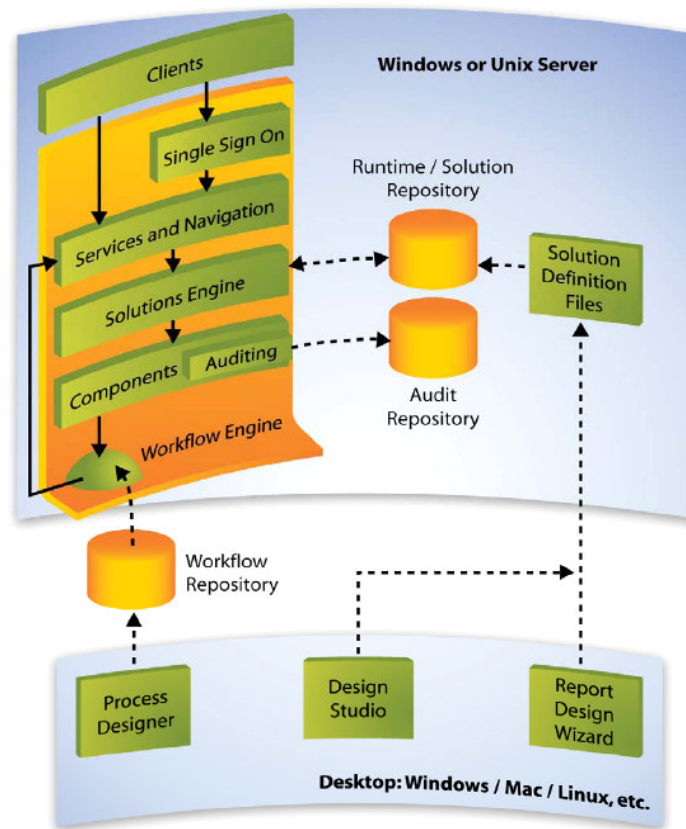 Clients
Windows or Unix Server
Single Sign On
Runtime / Solution
Repository
Services and Navigation
Solution
Definition
Files
Solutions Engine
Components
Auditing
Audit
Repository
Workflow Engine
Workflow
Repository
Process
Designer
Design
Studio
Report
Design
Wizard
Desktop: Windows / Mac / Linux, etc.